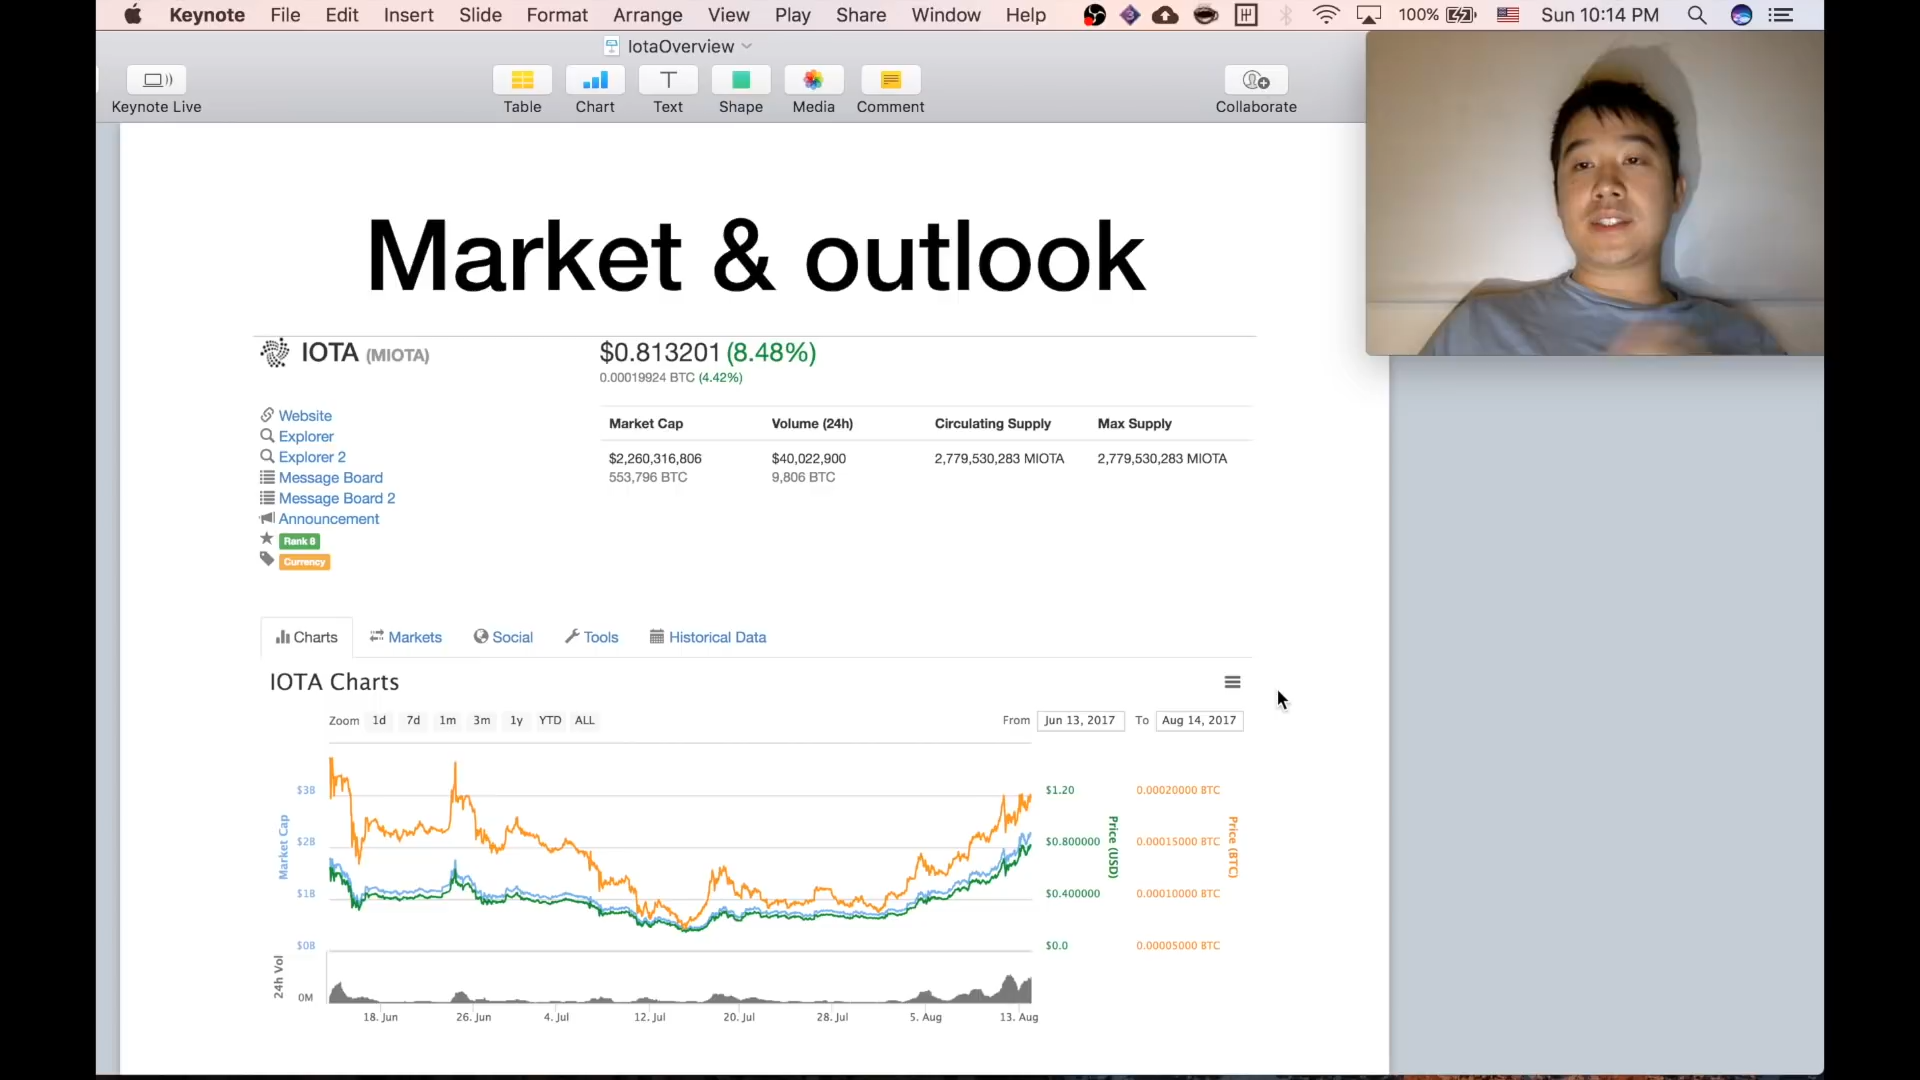 Keynote File Edit Insert Slide Format Arrange View Play Share Window Help 100% Sun 10:14 PM
IotaOverview
Keynote Live Table Chart Text Shape Media Comment Collaborate
Market & outlook
IOTA (MIOTA)
$0.813201 (8.48%)
0.00019924 BTC (4.42%)
Website
Explorer
Explorer 2
Message Board
Message Board 2
Announcement
Rank 8
Currency
Market Cap Volume (24h) Circulating Supply Max Supply
$2,260,316,806 $40,022,900 2,779,530,283 MIOTA 2,779,530,283 MIOTA
553,796 BTC 9,806 BTC
Charts Markets Social Tools Historical Data
IOTA Charts
Zoom 1d 7d 1m 3m 1y YTD ALL From Jun 13, 2017 To Aug 14, 2017
$3B $1.20 0.00020000 BTC
$2B $0.800000 0.00015000 BTC
$1B $0.400000 0.00010000 BTC
$0B $0.0 0.00005000 BTC
Market Cap
Price (USD)
Price (BTC)
24h Vol
0M
18. Jun 26. Jun 4. Jul 12. Jul 20. Jul 28. Jul 5. Aug 13. Aug